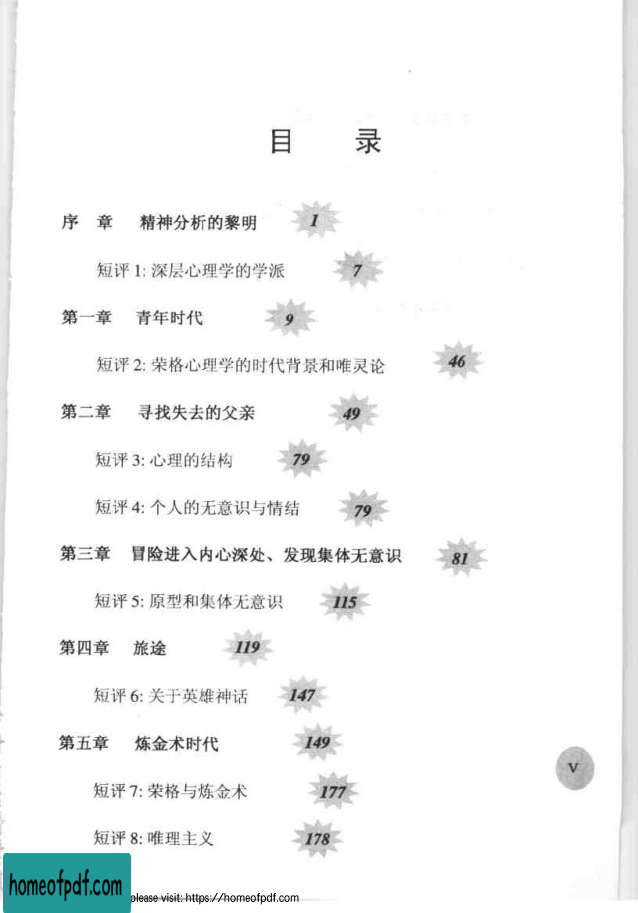 目 录
序 章 精神分析的黎明 1
短评 1: 深层心理学的学派 7
第一章 青年时代 9
短评 2: 荣格心理学的时代背景和唯灵论 46
第二章 寻找失去的父亲 49
短评 3: 心理的结构 79
短评 4: 个人的无意识与情结 79
第三章 冒险进入内心深处、发现集体无意识 81
短评 5: 原型和集体无意识 115
第四章 旅途 119
短评 6: 关于英雄神话 147
第五章 炼金术时代 149
V
短评 7: 荣格与炼金术 177
短评 8: 唯理主义 178
homeofpdf.com
please visit: https://homeofpdf.com